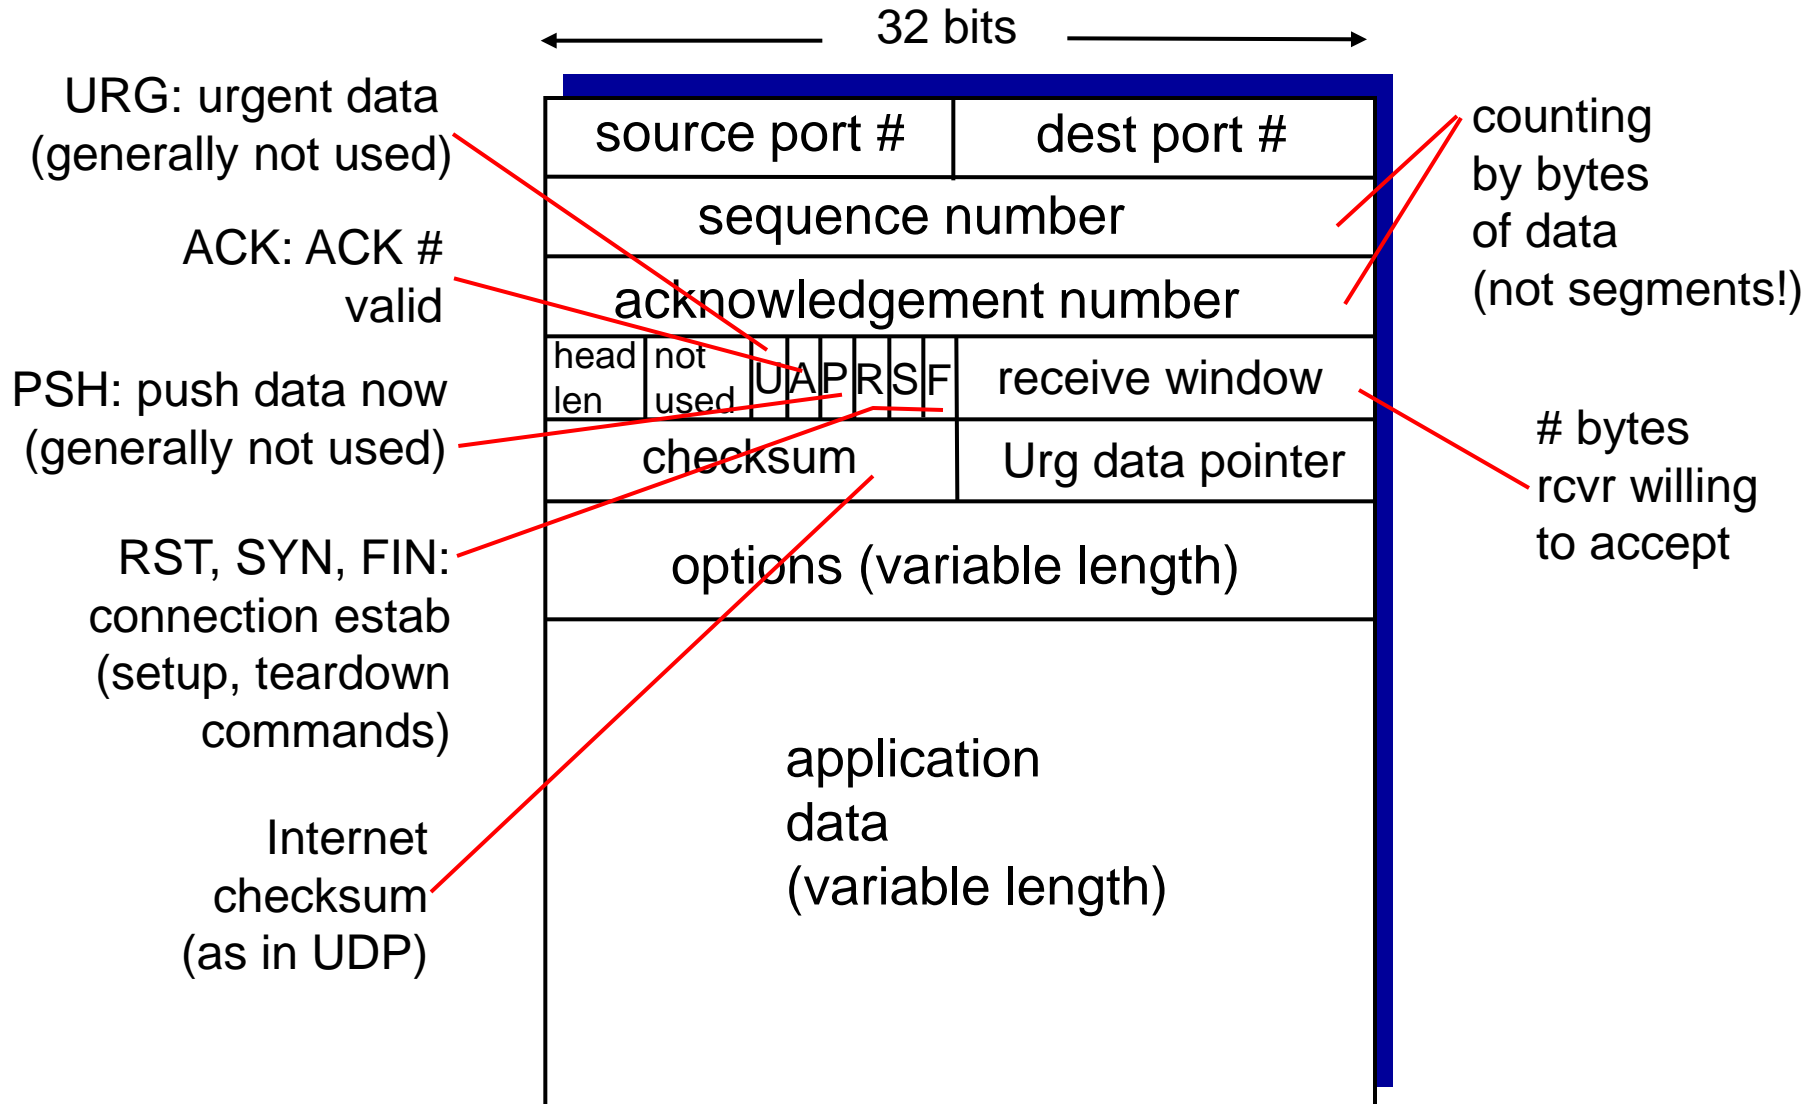 32 bits
URG: urgent data
(generally not used)
ACK: ACK #
valid
PSH: push data now
(generally not used)
RST, SYN, FIN:
connection estab
(setup, teardown
commands)
Internet
checksum
(as in UDP)
source port #
dest port #
sequence number
acknowledgement number
head
len
not
used
U
A
P
R
S
F
receive window
checksum
Urg data pointer
options (variable length)
application
data
(variable length)
counting
by bytes
of data
(not segments!)
# bytes
rcvr willing
to accept